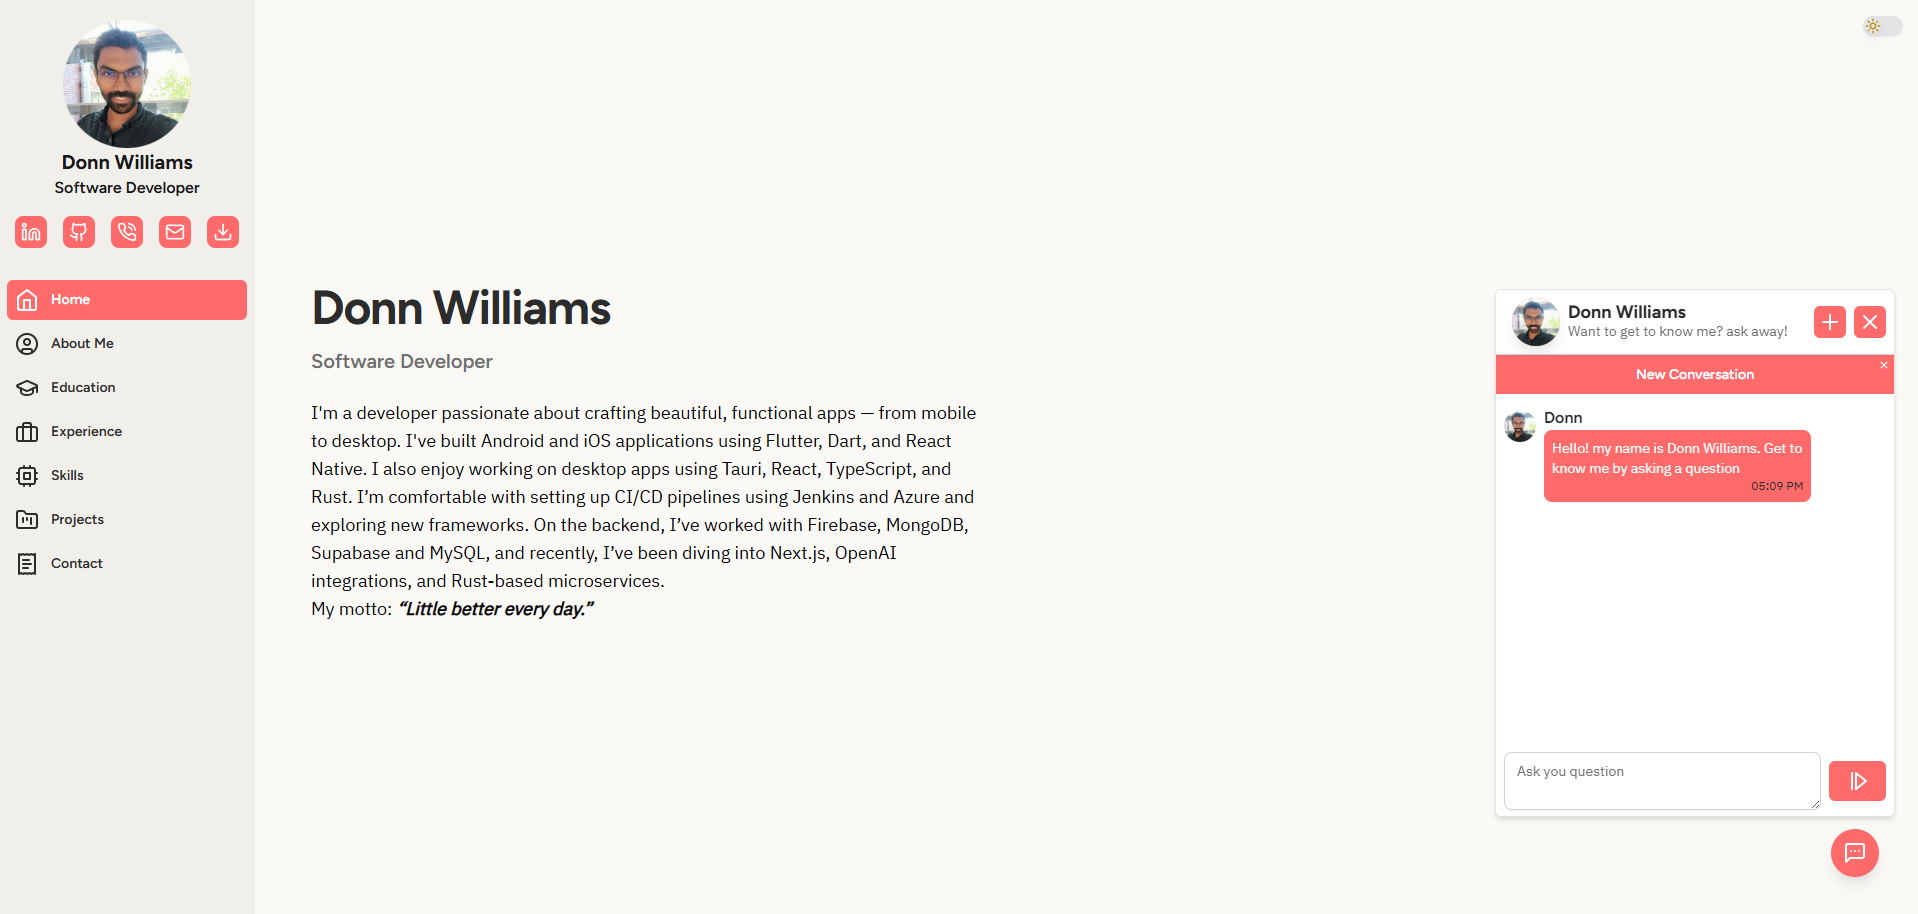 Donn Williams
Software Developer
Home
About Me
Education
Experience
Skills
Projects
Contact
Donn Williams
Software Developer
I'm a developer passionate about crafting beautiful, functional apps — from mobile
to desktop. I've built Android and iOS applications using Flutter, Dart, and React
Native. I also enjoy working on desktop apps using Tauri, React, TypeScript, and
Rust. I’m comfortable with setting up CI/CD pipelines using Jenkins and Azure and
exploring new frameworks. On the backend, I’ve worked with Firebase, MongoDB,
Supabase and MySQL, and recently, I’ve been diving into Next.js, OpenAI
integrations, and Rust-based microservices.
My motto: “Little better every day.”
Donn Williams
Want to get to know me? ask away!
New Conversation
Donn
Hello! my name is Donn Williams. Get to
know me by asking a question
05:09 PM
Ask you question